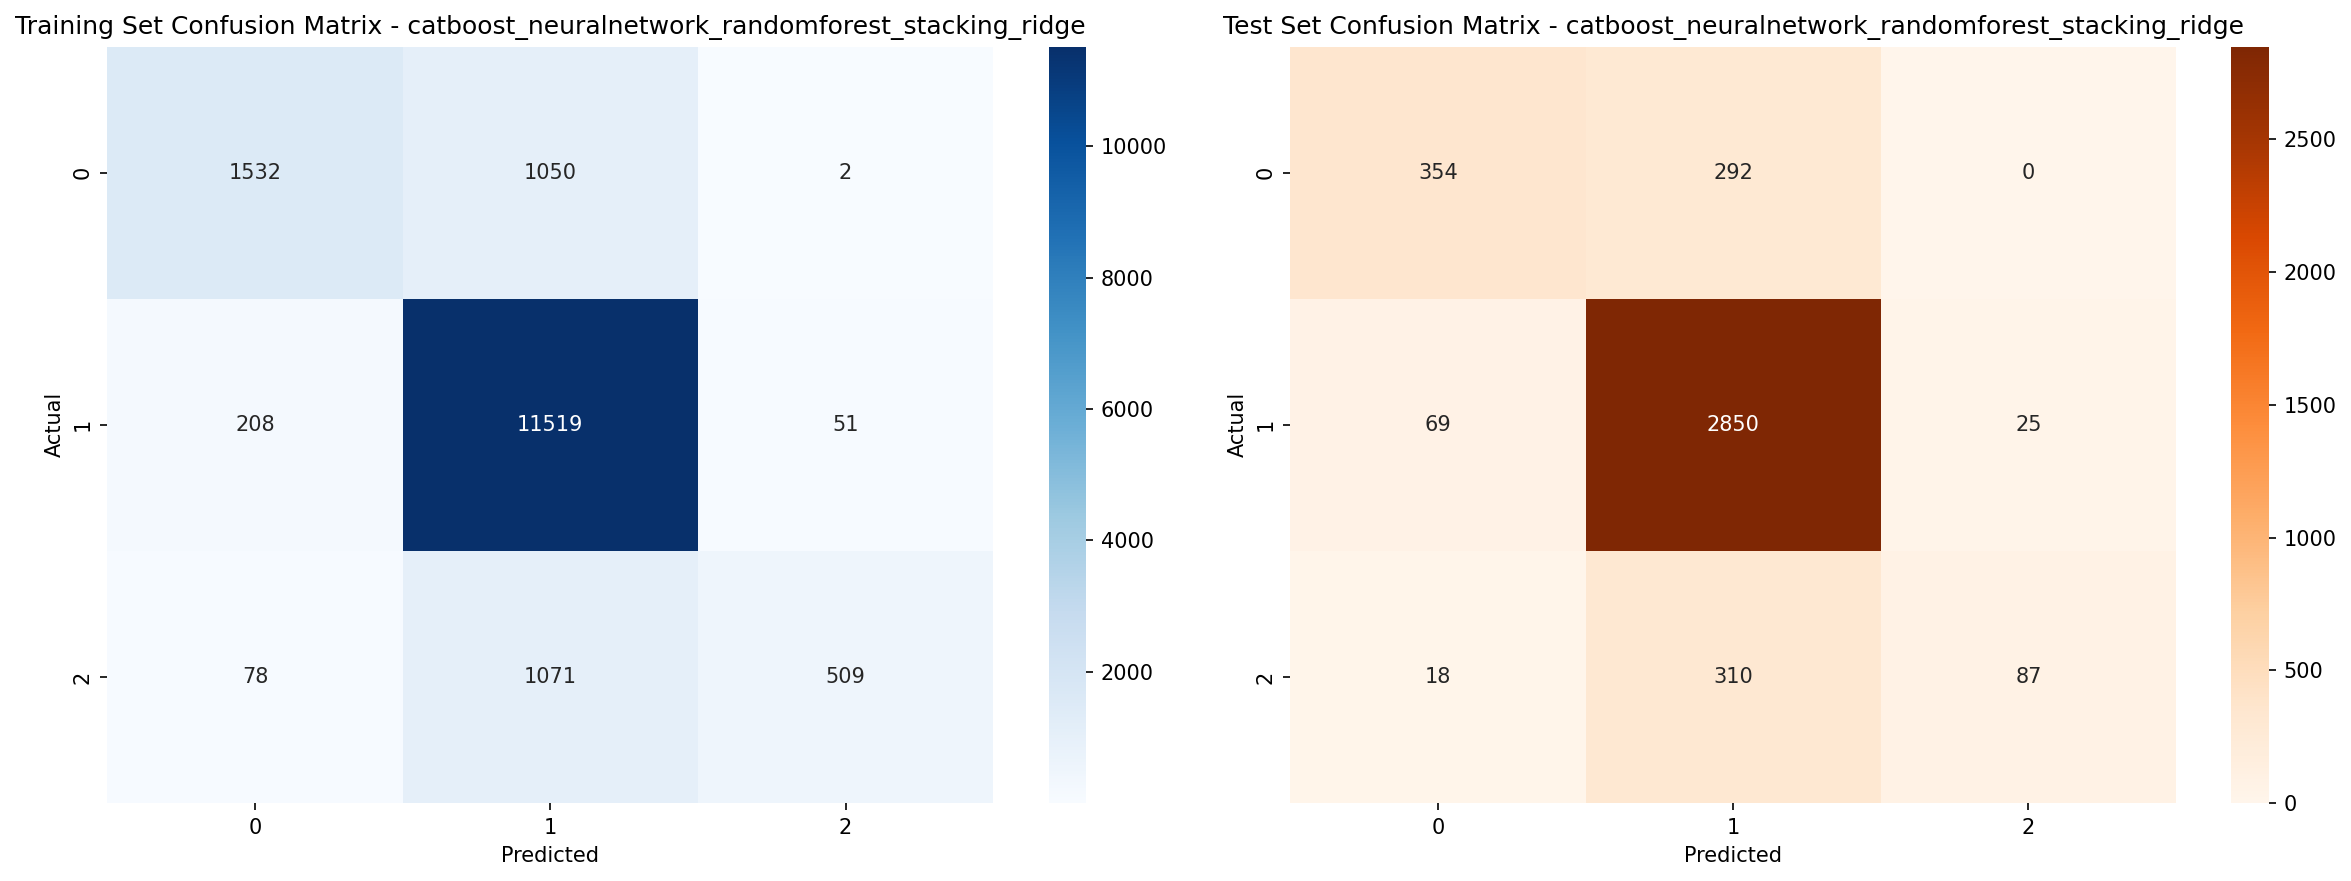 Training Set Confusion Matrix - catboost_neuralnetwork_randomforest_stacking_ridge
0 1532 1050 2
1 208 11519 51
2 78 1071 509
Actual
0 1 2
Predicted
10000
8000
6000
4000
2000
Test Set Confusion Matrix - catboost_neuralnetwork_randomforest_stacking_ridge
0 354 292 0
1 69 2850 25
2 18 310 87
Actual
0 1 2
Predicted
2500
2000
1500
1000
500
0